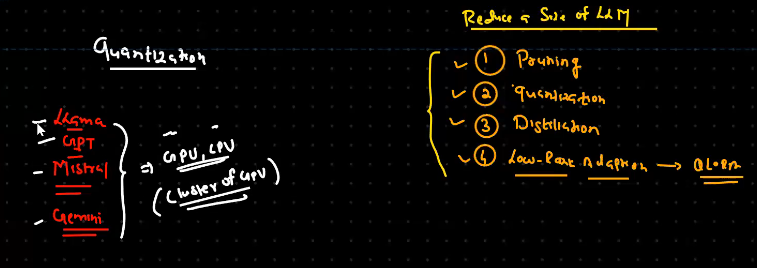 Quantization
Llama
GPT
Mistral
Gemini
⇒ GPU, CPU
(Cluster of GPU)
Reduce a Size of LLM
1 Pruning
2 Quantization
3 Distillation
4 Low-Rank Adaption → QLoRA